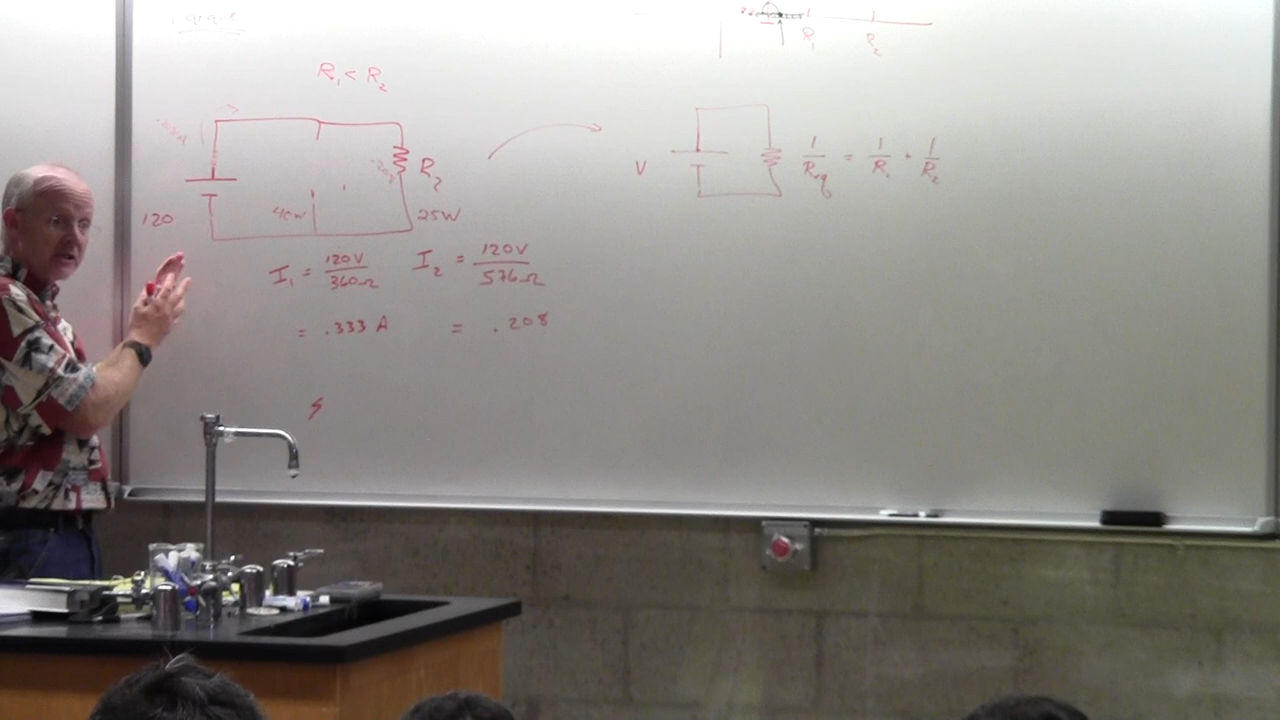 R₁ < R₂
R₁
R₂
R₂
120
40W
25W
I₁ = 120V/360Ω
I₂ = 120V/576Ω
= .333 A
= .208
V
1/Req = 1/R₁ + 1/R₂